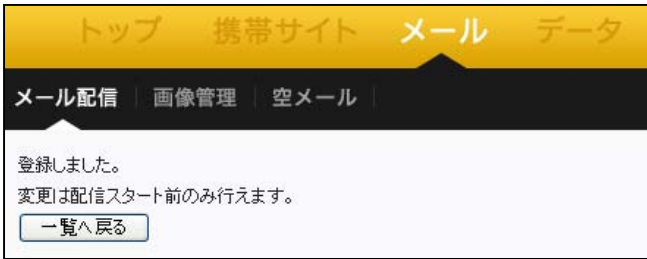 トップ 携帯サイト メール データ
メール配信 画像管理 空メール
登録しました。
変更は配信スタート前のみ行えます。
一覧へ戻る